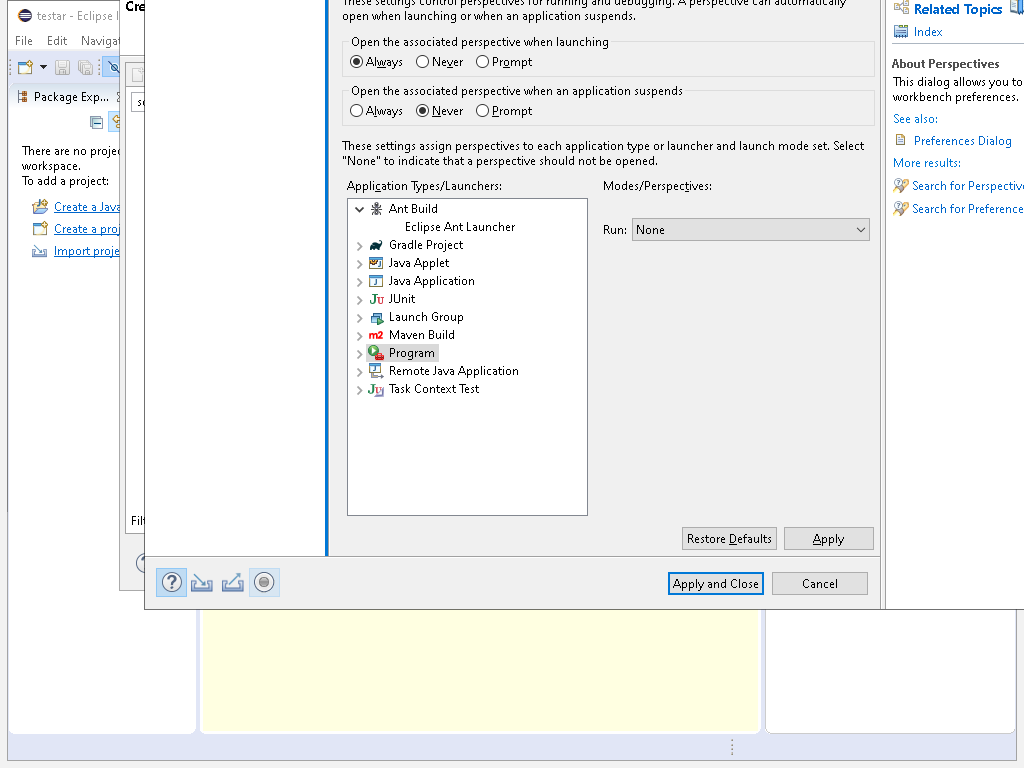 testar - Eclipse I
Cre
File Edit Navigat
Package Exp...
There are no proje
workspace.
To add a project:
Create a Java
Create a proj
Import proje
These settings control perspectives for running and debugging. A perspective can automatically
open when launching or when an application suspends.
Open the associated perspective when launching
Always Never Prompt
Open the associated perspective when an application suspends
Always Never Prompt
These settings assign perspectives to each application type or launcher and launch mode set. Select
"None" to indicate that a perspective should not be opened.
Application Types/Launchers:
Modes/Perspectives:
Ant Build
Eclipse Ant Launcher
Gradle Project
Java Applet
Java Application
JUnit
Launch Group
Maven Build
Program
Remote Java Application
Task Context Test
Run: None
Restore Defaults Apply
Filt
Apply and Close Cancel
Related Topics
Index
About Perspectives
This dialog allows you to
workbench preferences.
See also:
Preferences Dialog
More results:
Search for Perspective
Search for Preference